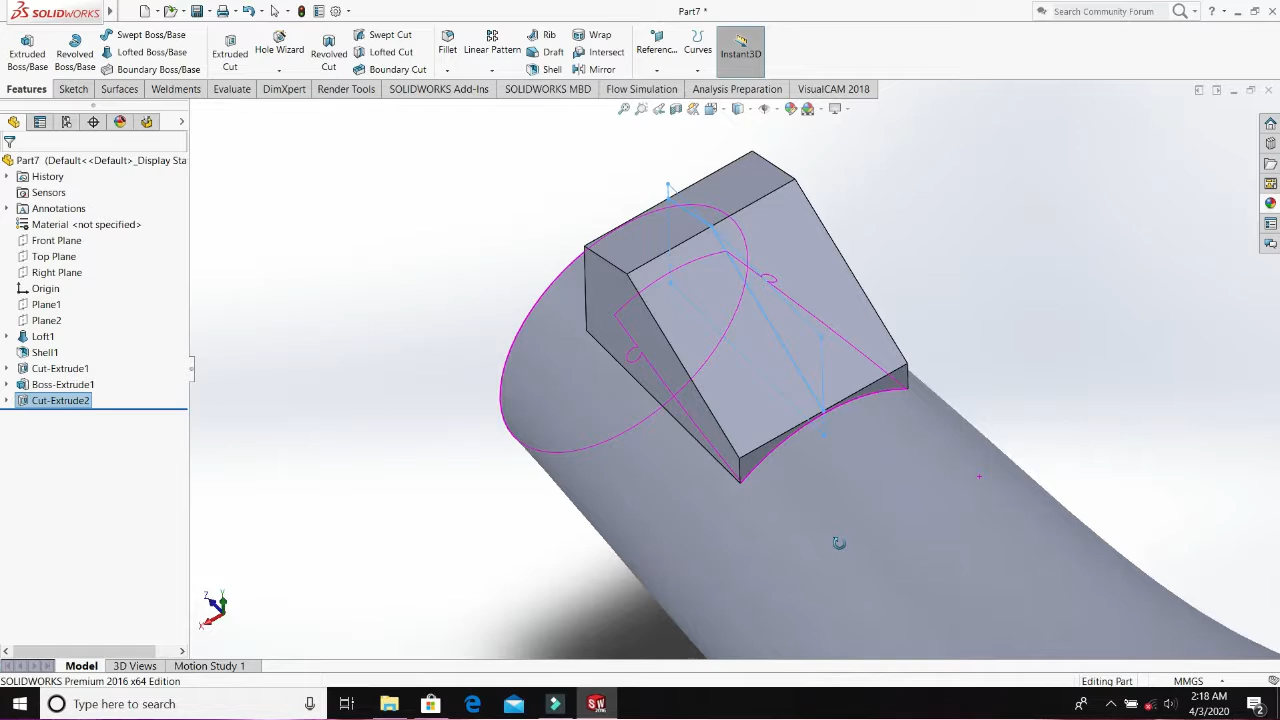 SOLIDWORKS
Part7 *
Search Community Forum
Extruded Boss/Base
Revolved Boss/Base
Swept Boss/Base
Lofted Boss/Base
Boundary Boss/Base
Extruded Cut
Hole Wizard
Revolved Cut
Swept Cut
Lofted Cut
Boundary Cut
Fillet
Linear Pattern
Rib
Draft
Shell
Wrap
Intersect
Mirror
Referenc...
Curves
Instant3D
Features Sketch Surfaces Weldments Evaluate DimXpert Render Tools SOLIDWORKS Add-Ins SOLIDWORKS MBD Flow Simulation Analysis Preparation VisualCAM 2018
Part7 (Default<<Default>_Display Sta
History
Sensors
Annotations
Material <not specified>
Front Plane
Top Plane
Right Plane
Origin
Plane1
Plane2
Loft1
Shell1
Cut-Extrude1
Boss-Extrude1
Cut-Extrude2
Z Y X
Model 3D Views Motion Study 1
SOLIDWORKS Premium 2016 x64 Edition
Editing Part
MMGS
Type here to search
SW
2016
2:18 AM
4/3/2020
2